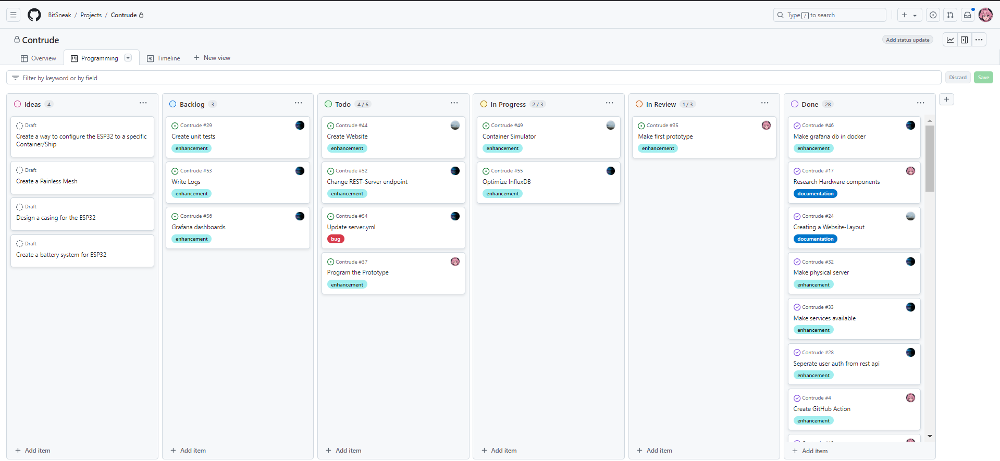 BitSneak / Projects / Contrude
Type / to search
Contrude
Add status update
Overview
Programming
Timeline
New view
Filter by keyword or by field
Discard
Save
Ideas 4
Draft
Create a way to configure the ESP32 to a specific
Container/Ship
Draft
Create a Painless Mesh
Draft
Design a casing for the ESP32
Draft
Create a battery system for ESP32
Add item
Backlog 3
Contrude #29
Create unit tests
enhancement
Contrude #53
Write Logs
enhancement
Contrude #56
Grafana dashboards
enhancement
Add item
Todo 4 / 6
Contrude #44
Create Website
enhancement
Contrude #52
Change REST-Server endpoint
enhancement
Contrude #54
Update server.yml
bug
Contrude #37
Program the Prototype
enhancement
Add item
In Progress 2 / 3
Contrude #49
Container Simulator
enhancement
Contrude #55
Optimize InfluxDB
enhancement
Add item
In Review 1 / 3
Contrude #35
Make first prototype
enhancement
Add item
Done 28
Contrude #46
Make grafana db in docker
enhancement
Contrude #17
Research Hardware components
documentation
Contrude #24
Creating a Website-Layout
documentation
Contrude #32
Make physical server
enhancement
Contrude #33
Make services available
enhancement
Contrude #28
Seperate user auth from rest api
enhancement
Contrude #4
Create GitHub Action
enhancement
Add item